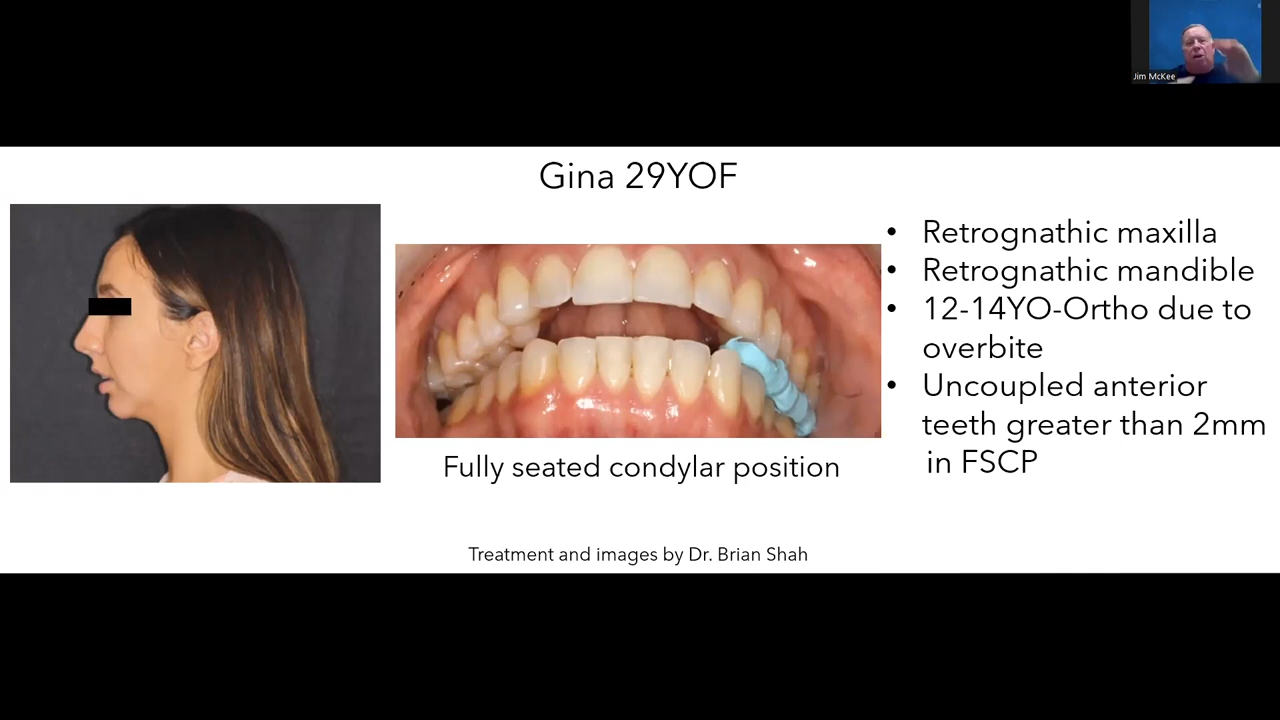 Jim McKee
Gina 29YOF
• Retrognathic maxilla
• Retrognathic mandible
• 12-14YO-Ortho due to
overbite
• Uncoupled anterior
teeth greater than 2mm
in FSCP
Fully seated condylar position
Treatment and images by Dr. Brian Shah